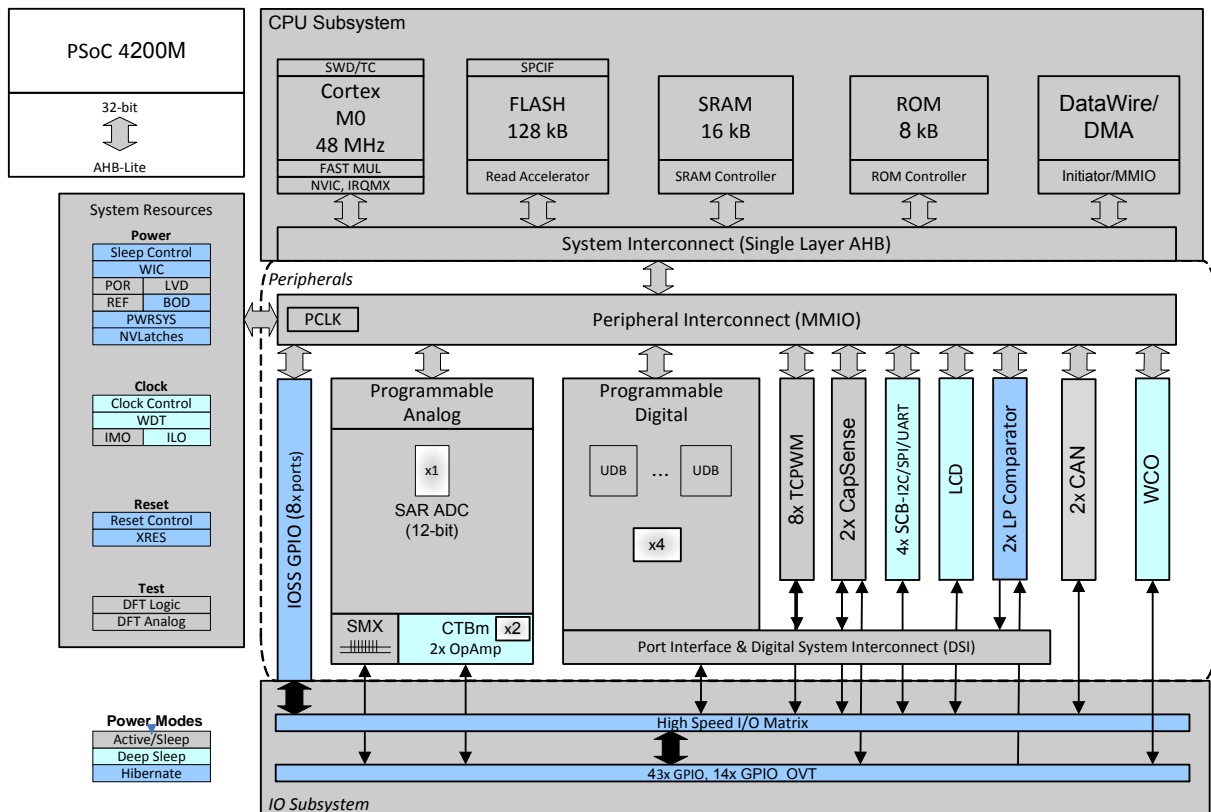 PSoC 4200M
32-bit
AHB-Lite
CPU Subsystem
SWD/TC
Cortex
M0
48 MHz
FAST MUL
NVIC, IRQMX
SPCIF
FLASH
128 kB
Read Accelerator
SRAM
16 kB
SRAM Controller
ROM
8 kB
ROM Controller
DataWire/
DMA
Initiator/MMIO
System Interconnect (Single Layer AHB)
System Resources
Power
Sleep Control
WIC
POR LVD
REF BOD
PWRSYS
NVLatches
Clock
Clock Control
WDT
IMO ILO
Reset
Reset Control
XRES
Test
DFT Logic
DFT Analog
Peripherals
PCLK
Peripheral Interconnect (MMIO)
IOSS GPIO (8x ports)
Programmable
Analog
x1
SAR ADC
(12-bit)
SMX
CTBm
x2
2x OpAmp
Programmable
Digital
UDB ... UDB
x4
8x TCPWM
2x CapSense
4x SCB-I2C/SPI/UART
LCD
2x LP Comparator
2x CAN
WCO
Port Interface & Digital System Interconnect (DSI)
Power Modes
Active/Sleep
Deep Sleep
Hibernate
High Speed I/O Matrix
43x GPIO, 14x GPIO_OVT
IO Subsystem